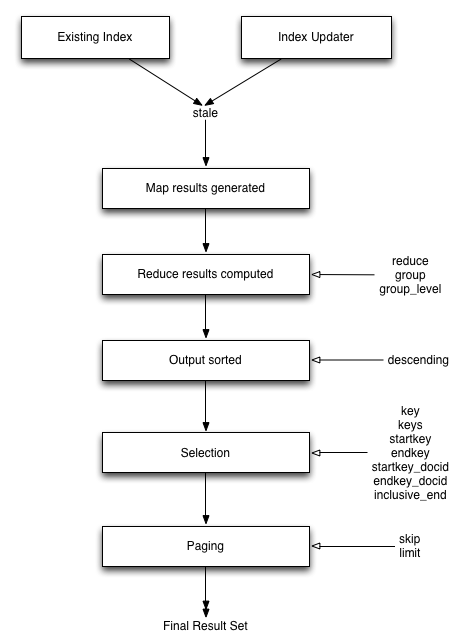 Existing Index
Index Updater
stale
Map results generated
Reduce results computed
reduce
group
group_level
Output sorted
descending
key
keys
startkey
endkey
startkey_docid
endkey_docid
inclusive_end
Selection
Paging
skip
limit
Final Result Set